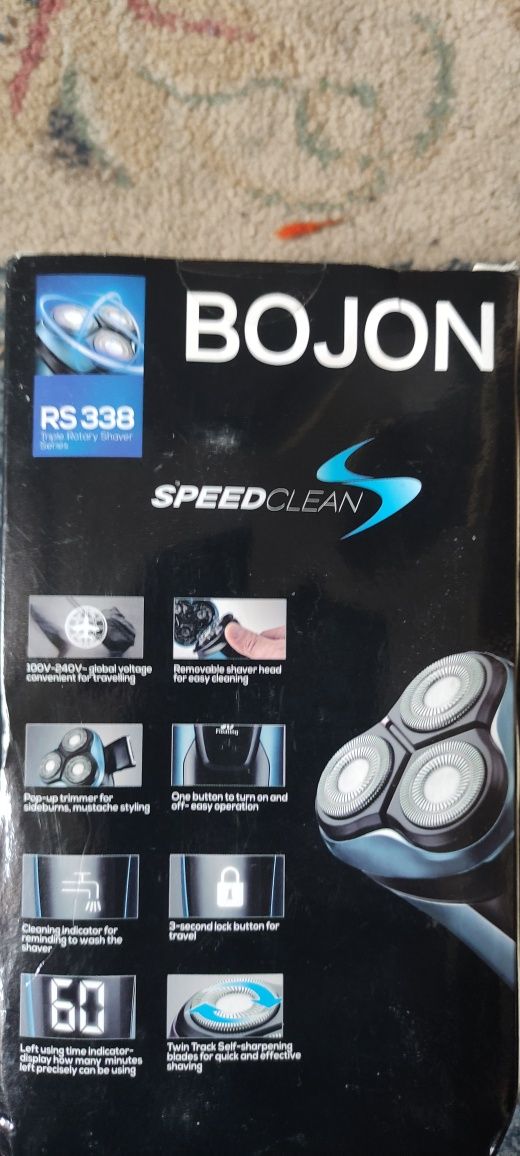 BOJON
RS 338
Triple Rotary Shaver
Series
SPEEDCLEAN
100V-240V~ global voltage
convenient for travelling
Removable shaver head
for easy cleaning
Pop-up trimmer for
sideburns, mustache styling
3D
Floating
One button to turn on and
off- easy operation
Cleaning indicator for
reminding to wash the
shaver
3-second lock button for
travel
60
Left using time indicator-
display how many minutes
left precisely can be using
Twin Track Self-sharpening
blades for quick and effective
shaving